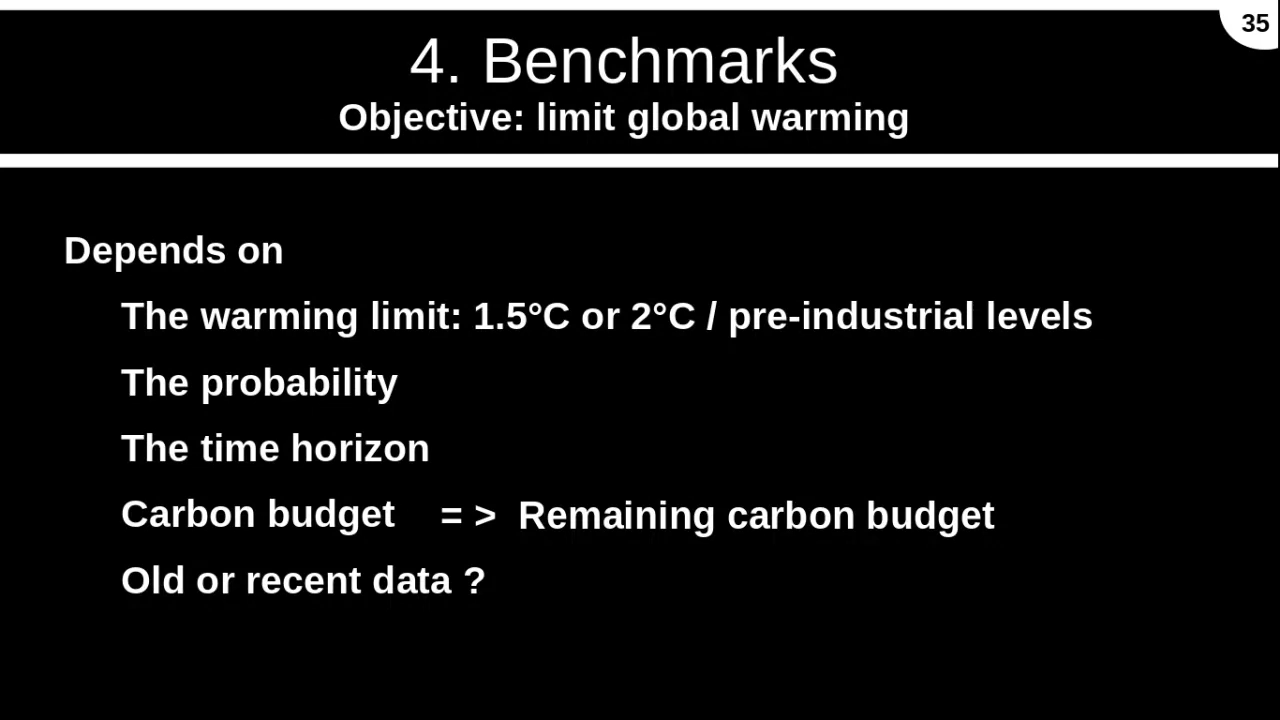 35
4. Benchmarks
Objective: limit global warming
Depends on
The warming limit: 1.5°C or 2°C / pre-industrial levels
The probability
The time horizon
Carbon budget = > Remaining carbon budget
Old or recent data ?